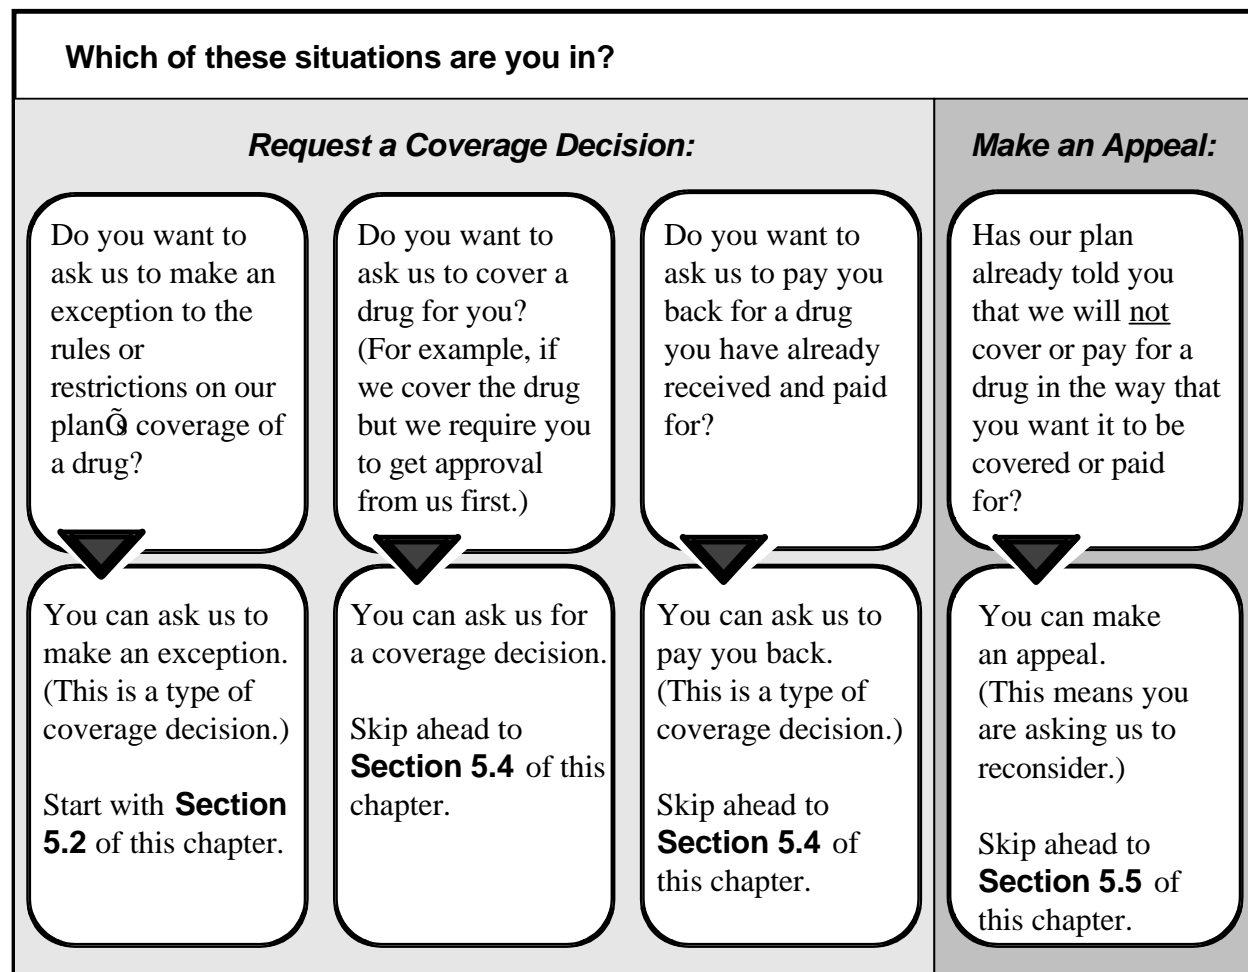 Which of these situations are you in?
Request a Coverage Decision:
Make an Appeal:
Do you want to
ask us to make an
exception to the
rules or
restrictions on our
planÕs coverage of
a drug?
You can ask us to
make an exception.
(This is a type of
coverage decision.)
Start with Section
5.2 of this chapter.
Do you want to
ask us to cover a
drug for you?
(For example, if
we cover the drug
but we require you
to get approval
from us first.)
You can ask us for
a coverage decision.
Skip ahead to
Section 5.4 of this
chapter.
Do you want to
ask us to pay you
back for a drug
you have already
received and paid
for?
You can ask us to
pay you back.
(This is a type of
coverage decision.)
Skip ahead to
Section 5.4 of
this chapter.
Has our plan
already told you
that we will not
cover or pay for a
drug in the way that
you want it to be
covered or paid
for?
You can make
an appeal.
(This means you
are asking us to
reconsider.)
Skip ahead to
Section 5.5 of
this chapter.